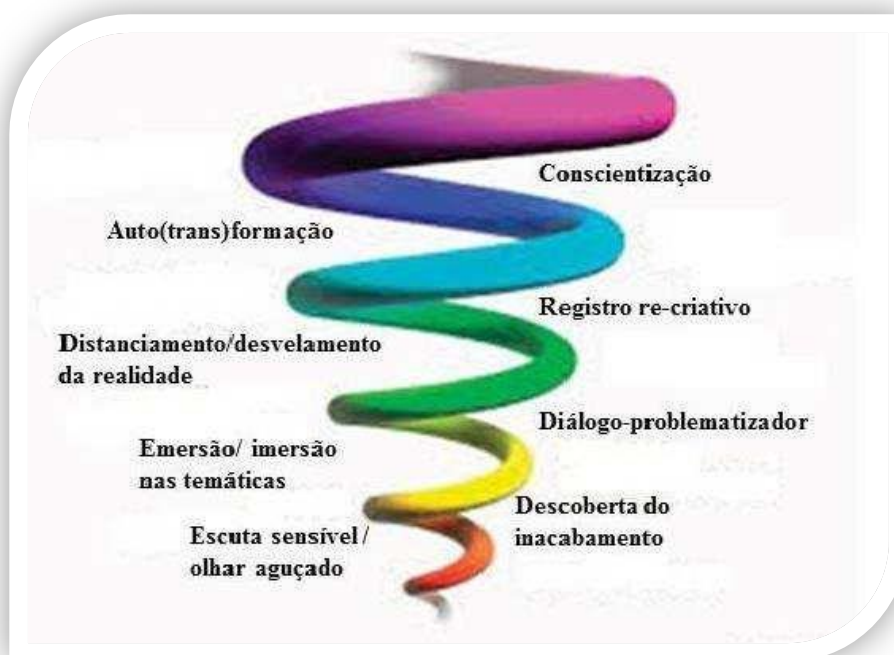 Conscientização
Auto(trans)formação
Registro re-criativo
Distanciamento/desvelamento
da realidade
Diálogo-problematizador
Emersão/ imersão
nas temáticas
Descoberta do
inacabamento
Escuta sensível/
olhar aguçado